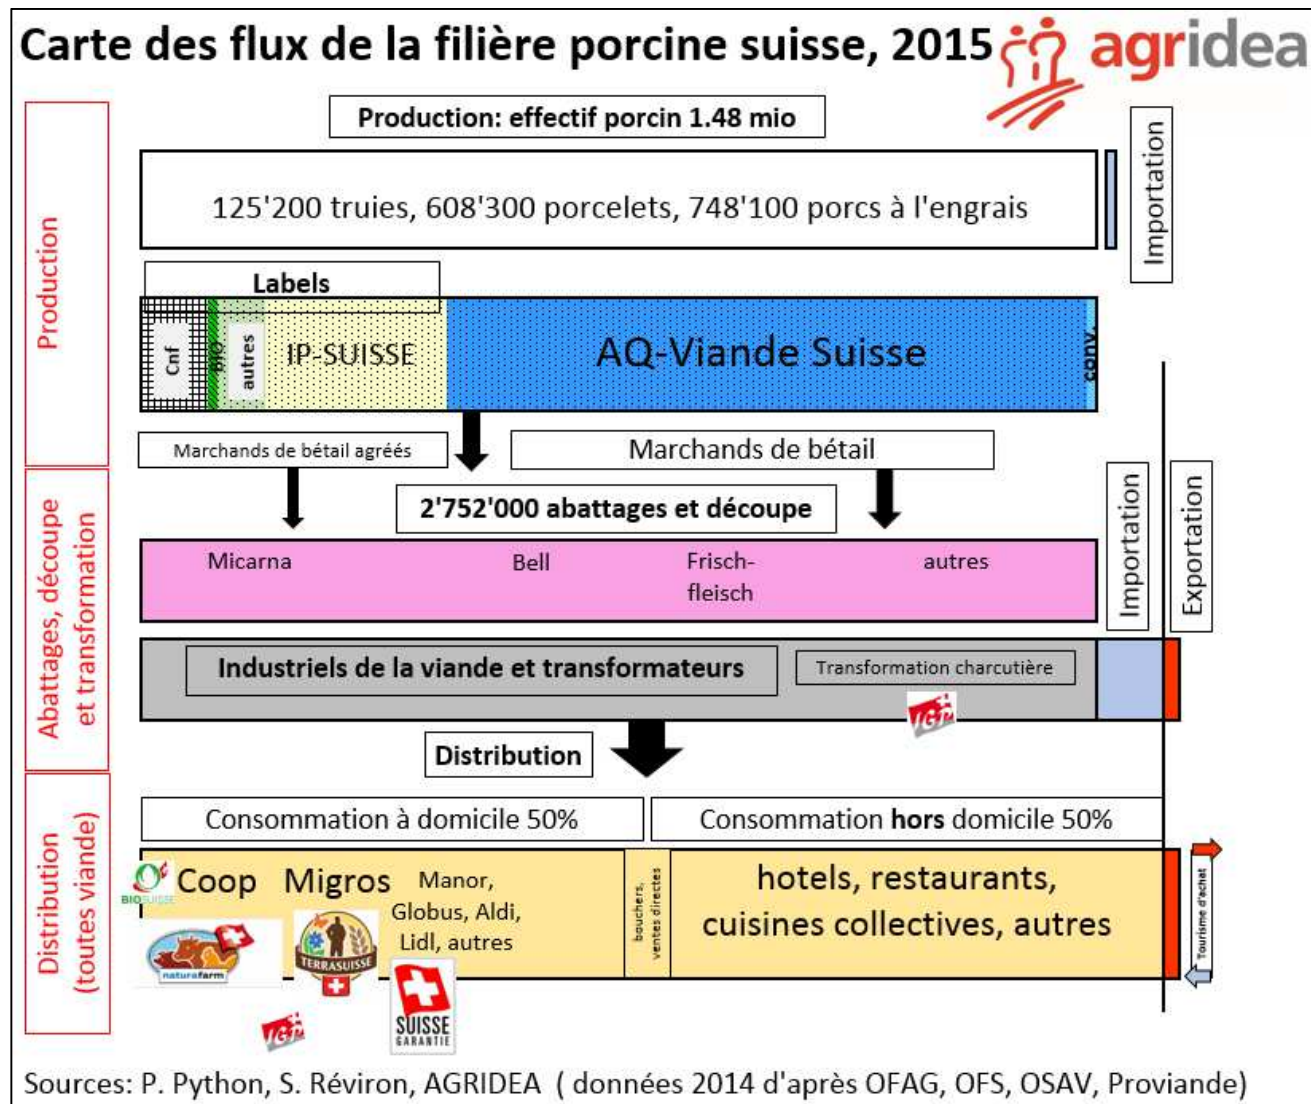 Carte des flux de la filière porcine suisse, 2015
agridea
Production: effectif porcin 1.48 mio
Importation
Production
125'200 truies, 608'300 porcelets, 748'100 porcs à l'engrais
Labels
Cnf
BIO
autres
IP-SUISSE
AQ-Viande Suisse
conv.
Marchands de bétail agréés
Marchands de bétail
Abattages, découpe
et transformation
2'752'000 abattages et découpe
Importation
Exportation
Micarna
Bell
Frisch-
fleisch
autres
Industriels de la viande et transformateurs
Transformation charcutière
IGP
Distribution
Distribution
(toutes viande)
Consommation à domicile 50%
Consommation hors domicile 50%
BIOSUISSE
Coop
Migros
Manor,
Globus, Aldi,
Lidl, autres
bouchers,
ventes directes
hotels, restaurants,
cuisines collectives, autres
Tourisme d'achat
naturafarm
TERRASUISSE
IGP
SUISSE
GARANTIE
Sources: P. Python, S. Réviron, AGRIDEA ( données 2014 d'après OFAG, OFS, OSAV, Proviande)